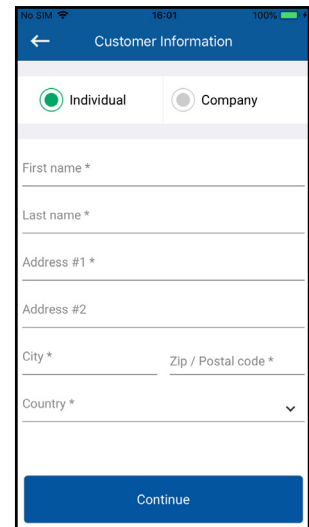 No SIM 16:01 100%
Customer Information
Individual Company
First name *
Last name *
Address #1 *
Address #2
City * Zip / Postal code *
Country *
Continue